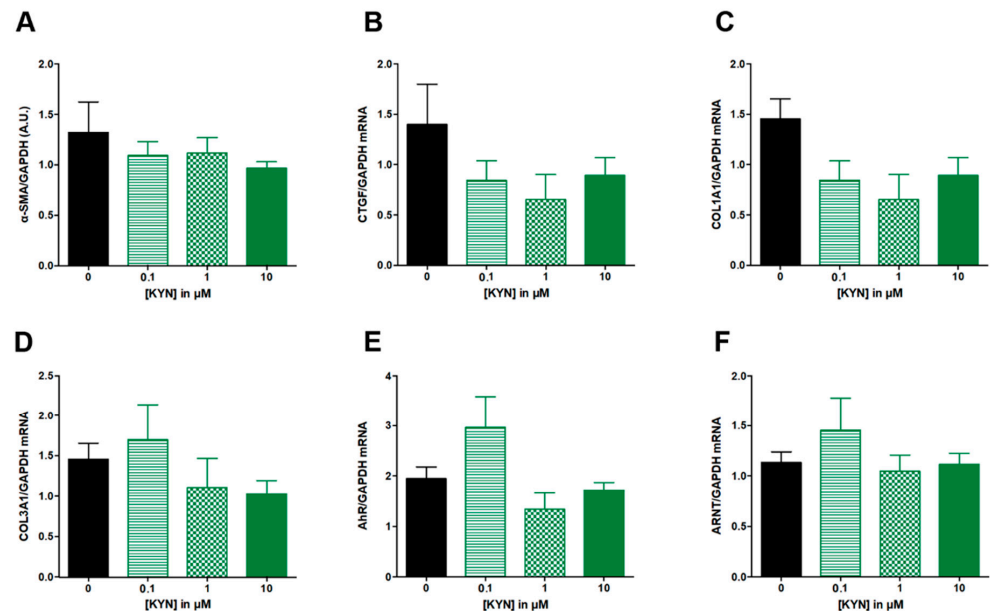 A
α-SMA/GAPDH (A.U.)
2.0
1.5
1.0
0.5
0.0
0 0.1 1 10
[KYN] in µM
B
CTGF/GAPDH mRNA
2.0
1.5
1.0
0.5
0.0
0 0.1 1 10
[KYN] in µM
C
COL1A1/GAPDH mRNA
2.0
1.5
1.0
0.5
0.0
0 0.1 1 10
[KYN] in µM
D
COL3A1/GAPDH mRNA
2.5
2.0
1.5
1.0
0.5
0.0
0 0.1 1 10
[KYN] in µM
E
AhR/GAPDH mRNA
4
3
2
1
0
0 0.1 1 10
[KYN] in µM
F
ARNT/GAPDH mRNA
2.0
1.5
1.0
0.5
0.0
0 0.1 1 10
[KYN] in µM